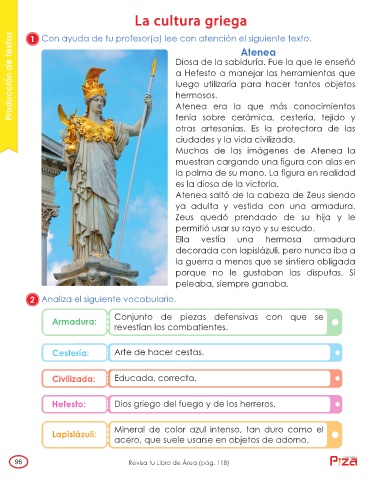 La cultura griega
Producción de textos
1 Con ayuda de tu profesor(a) lee con atención el siguiente texto.
Atenea
Diosa de la sabiduría. Fue la que le enseñó
a Hefesto a manejar las herramientas que
luego utilizaría para hacer tantos objetos
hermosos.
Atenea era la que más conocimientos
tenía sobre cerámica, cestería, tejido y
otras artesanías. Es la protectora de las
ciudades y la vida civilizada.
Muchas de las imágenes de Atenea la
muestran cargando una figura con alas en
la palma de su mano. La figura en realidad
es la diosa de la victoria.
Atenea saltó de la cabeza de Zeus siendo
ya adulta y vestida con una armadura.
Zeus quedó prendado de su hija y le
permitió usar su rayo y su escudo.
Ella vestía una hermosa armadura
decorada con lapislázuli, pero nunca iba a
la guerra a menos que se sintiera obligada
porque no le gustaban las disputas. Si
peleaba, siempre ganaba.
2 Analiza el siguiente vocabulario.
Armadura:
Conjunto de piezas defensivas con que se
revestían los combatientes.
Cestería:
Arte de hacer cestas.
Civilizada:
Educada, correcta.
Hefesto:
Dios griego del fuego y de los herreros.
Lapislázuli:
Mineral de color azul intenso, tan duro como el
acero, que suele usarse en objetos de adorno.
96
Revisa tu Libro de Área (pág. 118)